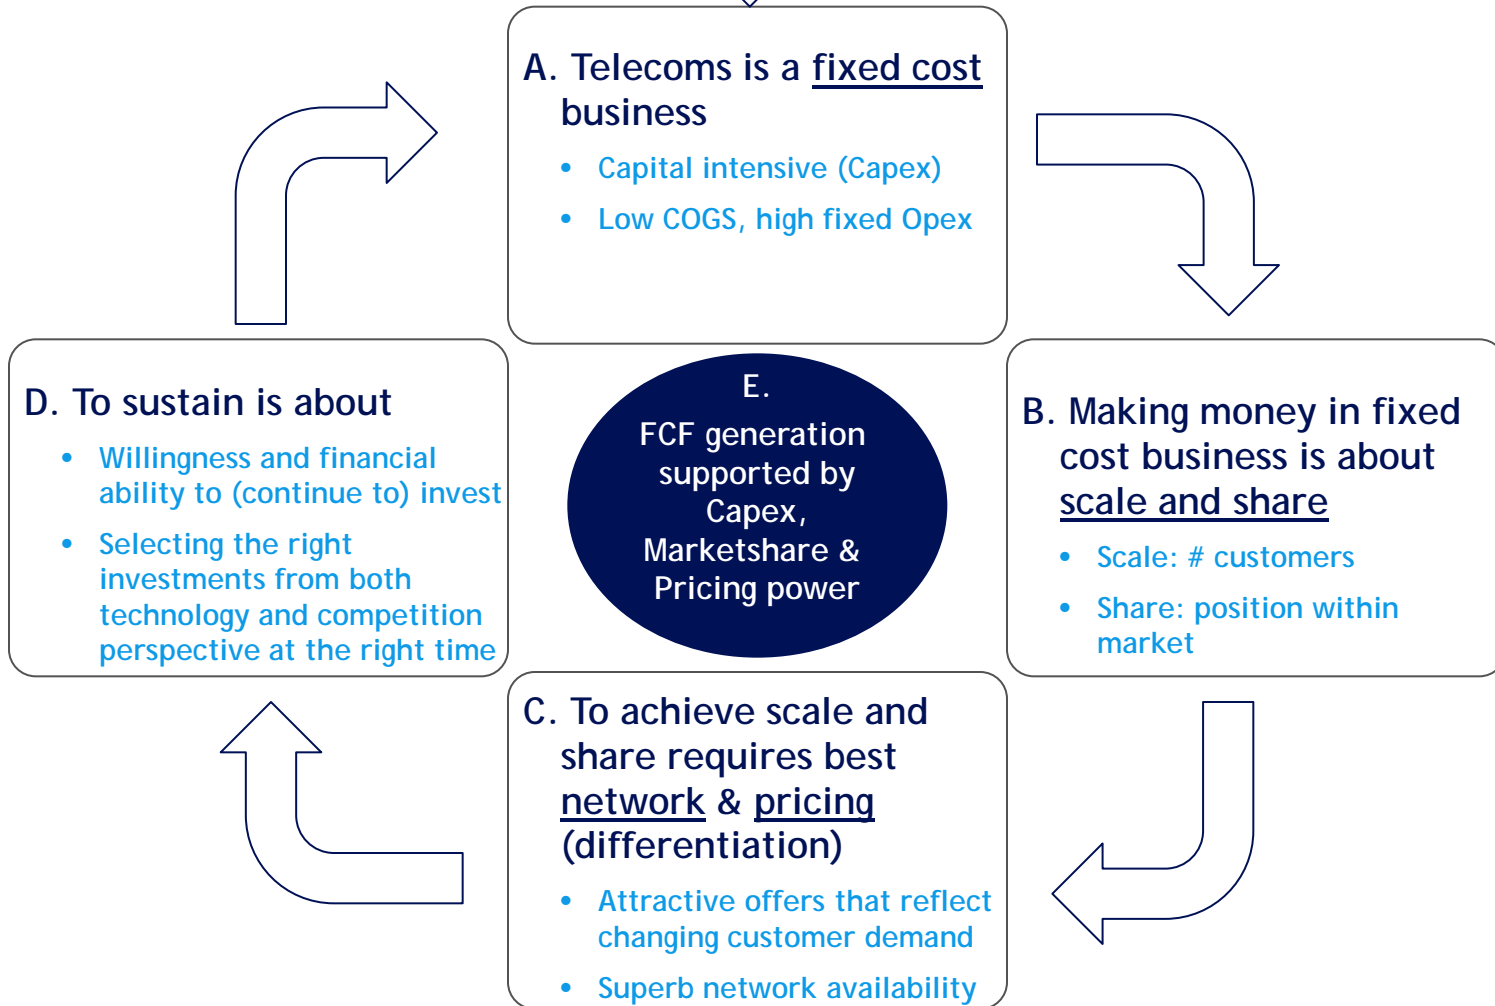 A. Telecoms is a fixed cost
business
• Capital intensive (Capex)
• Low COGS, high fixed Opex
B. Making money in fixed
cost business is about
scale and share
• Scale: # customers
• Share: position within
market
C. To achieve scale and
share requires best
network & pricing
(differentiation)
• Attractive offers that reflect
changing customer demand
• Superb network availability
D. To sustain is about
• Willingness and financial
ability to (continue to) invest
• Selecting the right
investments from both
technology and competition
perspective at the right time
E.
FCF generation
supported by
Capex,
Marketshare &
Pricing power